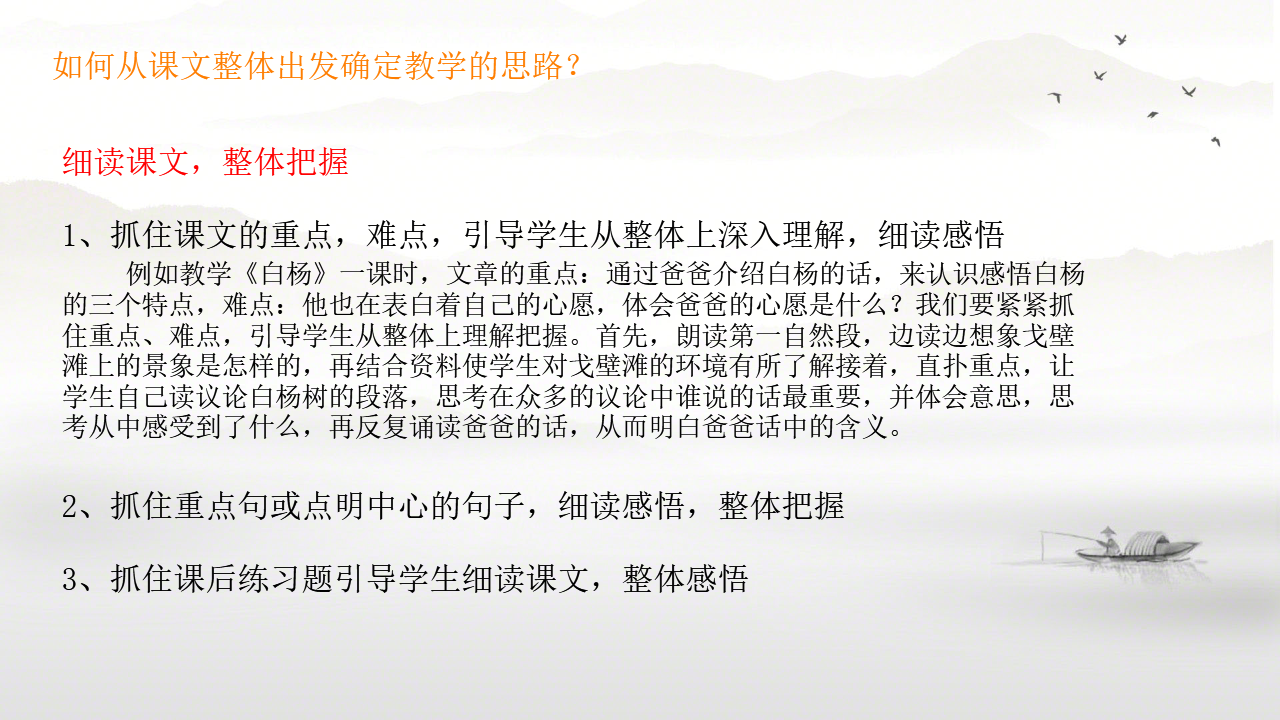 如何从课文整体出发确定教学的思路？
细读课文，整体把握
1、抓住课文的重点，难点，引导学生从整体上深入理解，细读感悟
例如教学《白杨》一课时，文章的重点：通过爸爸介绍白杨的话，来认识感悟白杨
的三个特点，难点：他也在表白着自己的心愿，体会爸爸的心愿是什么？我们要紧紧抓
住重点、难点，引导学生从整体上理解把握。首先，朗读第一自然段，边读边想象戈壁
滩上的景象是怎样的，再结合资料使学生对戈壁滩的环境有所了解接着，直扑重点，让
学生自己读议论白杨树的段落，思考在众多的议论中谁说的话最重要，并体会意思，思
考从中感受到了什么，再反复诵读爸爸的话，从而明白爸爸话中的含义。
2、抓住重点句或点明中心的句子，细读感悟，整体把握
3、抓住课后练习题引导学生细读课文，整体感悟